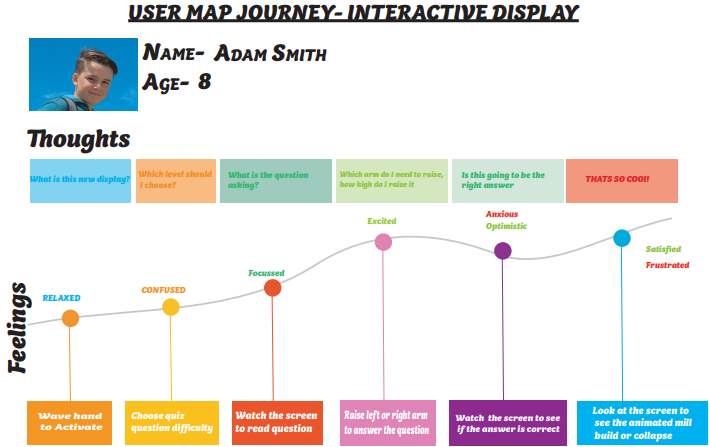 USER MAP JOURNEY- INTERACTIVE DISPLAY
NAME- ADAM SMITH
AGE- 8
Thoughts
What is this new display?
Which level should
I choose?
What is the question
asking?
Which arm do I need to raise,
how high do I raise it
Is this going to be the
right answer
THATS SO COOL!
Feelings
RELAXED
CONFUSED
Focussed
Excited
Anxious
Optimistic
Satisfied
Frustrated
Wave hand
to Activate
Choose quiz
question difficulty
Watch the screen
to read question
Raise left or right arm
to answer the question
Watch the screen to see
if the answer is correct
Look at the screen to
see the animated mill
build or collapse